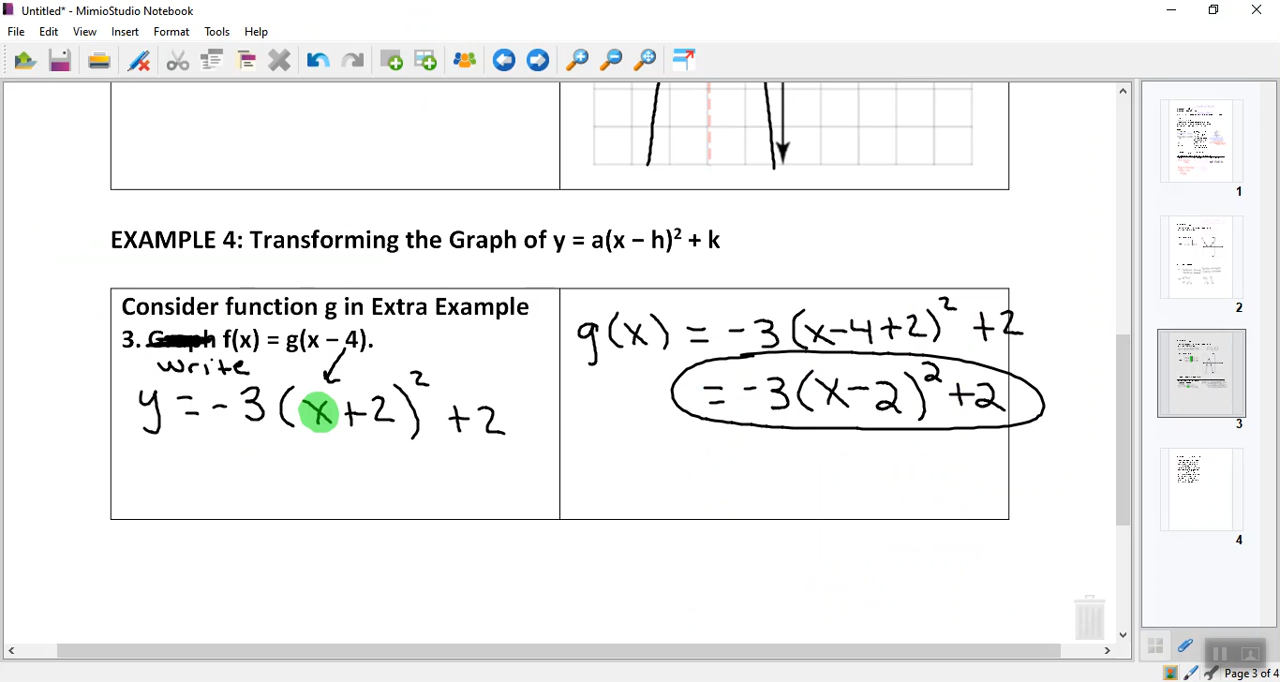 Untitled* - MimioStudio Notebook
File Edit View Insert Format Tools Help
EXAMPLE 4: Transforming the Graph of y = a(x − h)² + k
Consider function g in Extra Example
3. Graph f(x) = g(x − 4).
write
y = -3(x+2)² +2
g(x) = -3(x-4+2)² +2
= -3(x-2)² +2
1
2
3
4
Page 3 of 4